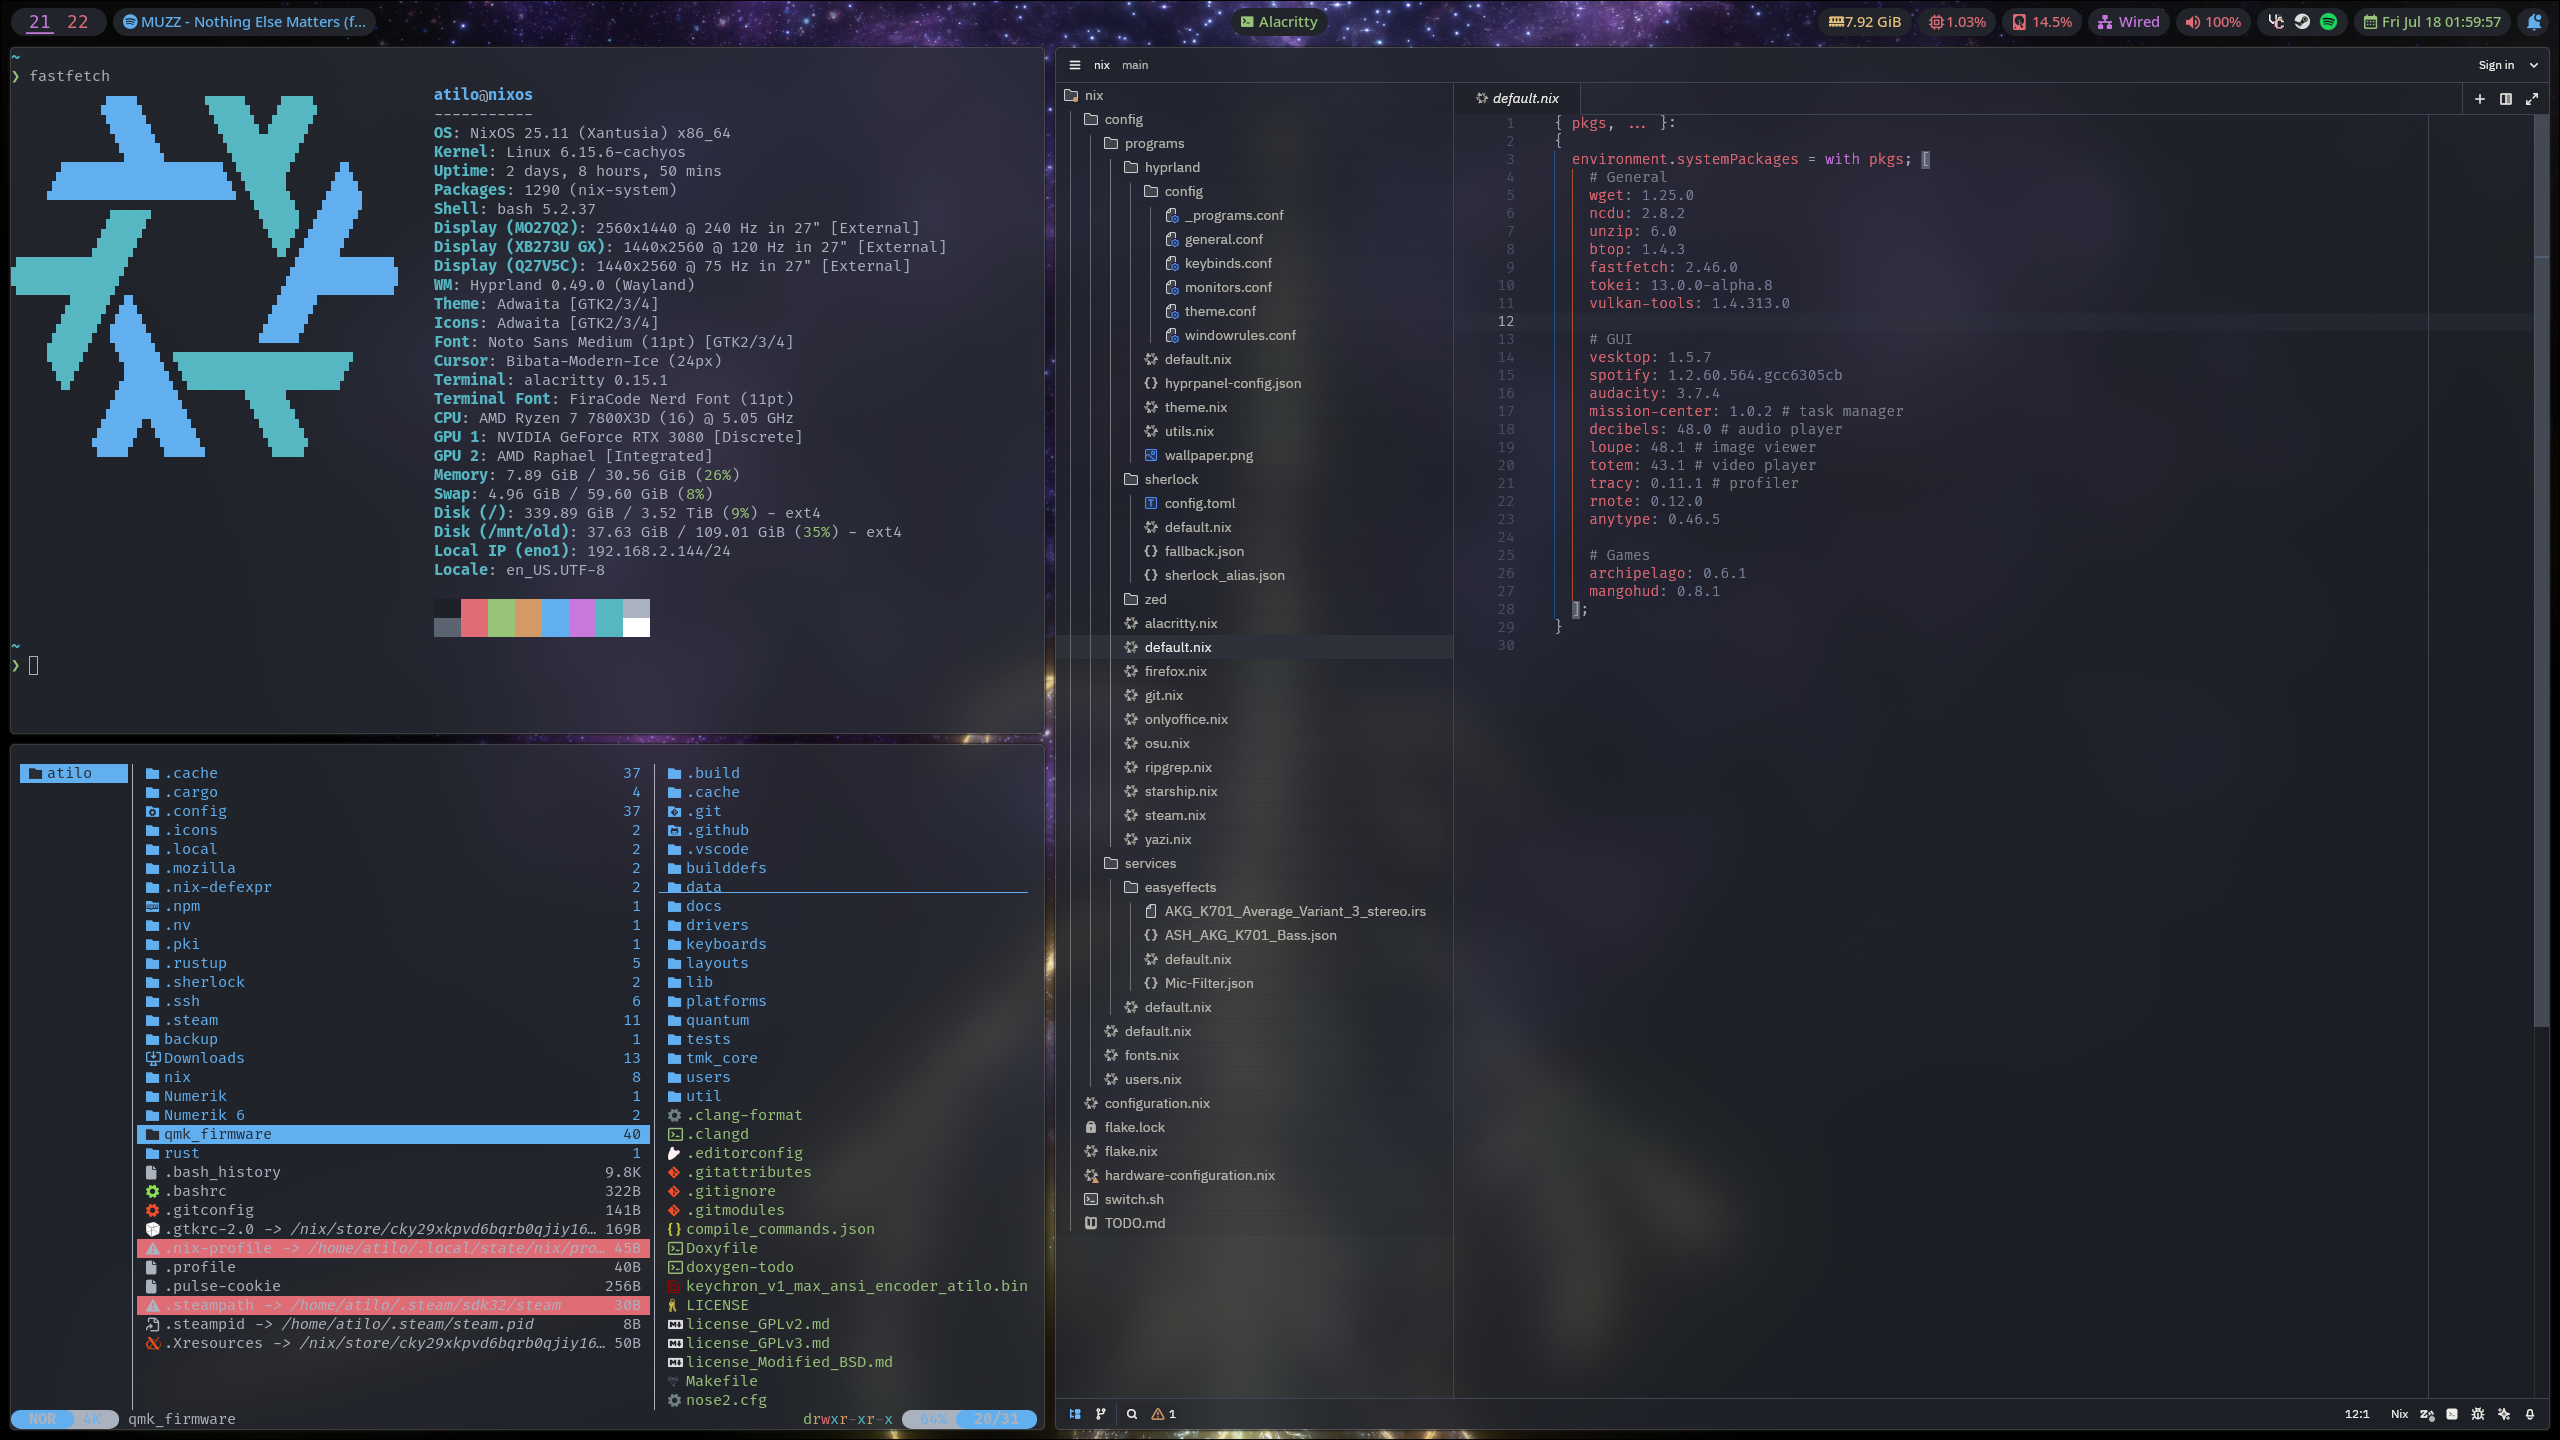 21 22
MUZZ - Nothing Else Matters (f...
Alacritty
7.92 GiB
1.03%
14.5%
Wired
100%
Fri Jul 18 01:59:57
~
❯ fastfetch
atilo@nixos
-----------
OS: NixOS 25.11 (Xantusia) x86_64
Kernel: Linux 6.15.6-cachyos
Uptime: 2 days, 8 hours, 50 mins
Packages: 1290 (nix-system)
Shell: bash 5.2.37
Display (MO27Q2): 2560x1440 @ 240 Hz in 27" [External]
Display (XB273U GX): 1440x2560 @ 120 Hz in 27" [External]
Display (Q27V5C): 1440x2560 @ 75 Hz in 27" [External]
WM: Hyprland 0.49.0 (Wayland)
Theme: Adwaita [GTK2/3/4]
Icons: Adwaita [GTK2/3/4]
Font: Noto Sans Medium (11pt) [GTK2/3/4]
Cursor: Bibata-Modern-Ice (24px)
Terminal: alacritty 0.15.1
Terminal Font: FiraCode Nerd Font (11pt)
CPU: AMD Ryzen 7 7800X3D (16) @ 5.05 GHz
GPU 1: NVIDIA GeForce RTX 3080 [Discrete]
GPU 2: AMD Raphael [Integrated]
Memory: 7.89 GiB / 30.56 GiB (26%)
Swap: 4.96 GiB / 59.60 GiB (8%)
Disk (/): 339.89 GiB / 3.52 TiB (9%) - ext4
Disk (/mnt/old): 37.63 GiB / 109.01 GiB (35%) - ext4
Local IP (eno1): 192.168.2.144/24
Locale: en_US.UTF-8
~
❯
atilo
.cache 37
.cargo 4
.config 37
.icons 2
.local 2
.mozilla 2
.nix-defexpr 2
.npm 1
.nv 1
.pki 1
.rustup 5
.sherlock 2
.ssh 6
.steam 11
backup 1
Downloads 13
nix 8
Numerik 1
Numerik 6 2
qmk_firmware 40
rust 1
.bash_history 9.8K
.bashrc 322B
.gitconfig 141B
.gtkrc-2.0 -> /nix/store/cky29xkpvd6bqrb0qjiy16… 169B
.nix-profile -> /home/atilo/.local/state/nix/pro… 45B
.profile 40B
.pulse-cookie 256B
.steampath -> /home/atilo/.steam/sdk32/steam 30B
.steampid -> /home/atilo/.steam/steam.pid 8B
.Xresources -> /nix/store/cky29xkpvd6bqrb0qjiy16… 50B
.build
.cache
.git
.github
.vscode
builddefs
data
docs
drivers
keyboards
layouts
lib
platforms
quantum
tests
tmk_core
users
util
.clang-format
.clangd
.editorconfig
.gitattributes
.gitignore
.gitmodules
compile_commands.json
Doxyfile
doxygen-todo
keychron_v1_max_ansi_encoder_atilo.bin
LICENSE
license_GPLv2.md
license_GPLv3.md
license_Modified_BSD.md
Makefile
nose2.cfg
NOR 4K qmk_firmware drwxr-xr-x 64% 20/31
nix main Sign in
nix
config
programs
hyprland
config
_programs.conf
general.conf
keybinds.conf
monitors.conf
theme.conf
windowrules.conf
default.nix
hyprpanel-config.json
theme.nix
utils.nix
wallpaper.png
sherlock
config.toml
default.nix
fallback.json
sherlock_alias.json
zed
alacritty.nix
default.nix
firefox.nix
git.nix
onlyoffice.nix
osu.nix
ripgrep.nix
starship.nix
steam.nix
yazi.nix
services
easyeffects
AKG_K701_Average_Variant_3_stereo.irs
ASH_AKG_K701_Bass.json
default.nix
Mic-Filter.json
default.nix
default.nix
fonts.nix
users.nix
configuration.nix
flake.lock
flake.nix
hardware-configuration.nix
switch.sh
TODO.md
default.nix
1 { pkgs, ... }:
2 {
3 environment.systemPackages = with pkgs; [
4 # General
5 wget: 1.25.0
6 ncdu: 2.8.2
7 unzip: 6.0
8 btop: 1.4.3
9 fastfetch: 2.46.0
10 tokei: 13.0.0-alpha.8
11 vulkan-tools: 1.4.313.0
12
13 # GUI
14 vesktop: 1.5.7
15 spotify: 1.2.60.564.gcc6305cb
16 audacity: 3.7.4
17 mission-center: 1.0.2 # task manager
18 decibels: 48.0 # audio player
19 loupe: 48.1 # image viewer
20 totem: 43.1 # video player
21 tracy: 0.11.1 # profiler
22 rnote: 0.12.0
23 anytype: 0.46.5
24
25 # Games
26 archipelago: 0.6.1
27 mangohud: 0.8.1
28 ];
29 }
30
1
12:1 Nix